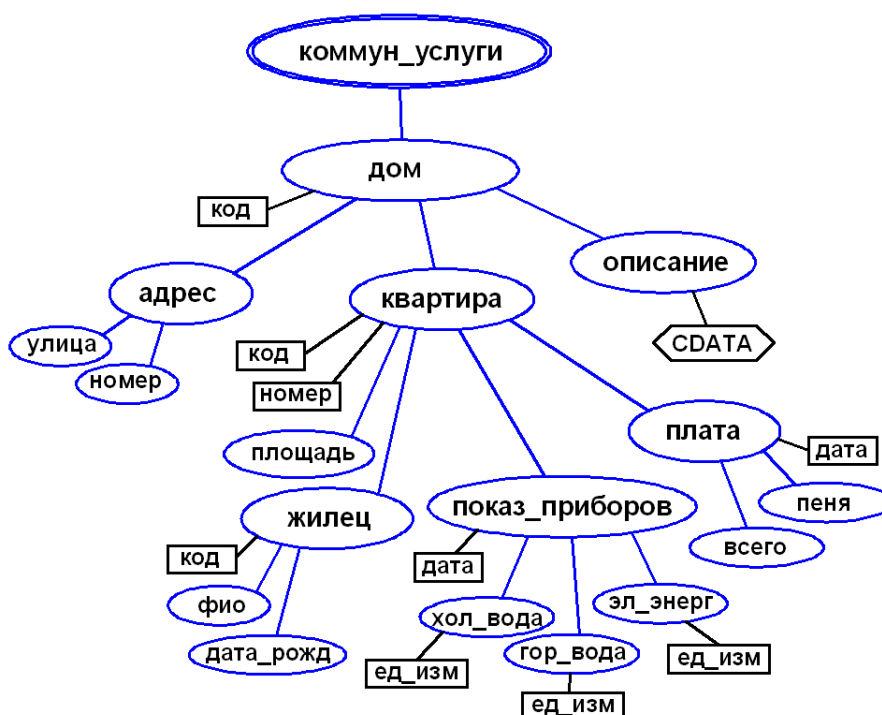 коммун_услуги
дом
код
адрес
квартира
описание
улица
номер
код
номер
CDATA
площадь
плата
дата
жилец
показ_приборов
пеня
код
дата
всего
фио
хол_вода
эл_энерг
дата_рожд
ед_изм
гор_вода
ед_изм
ед_изм